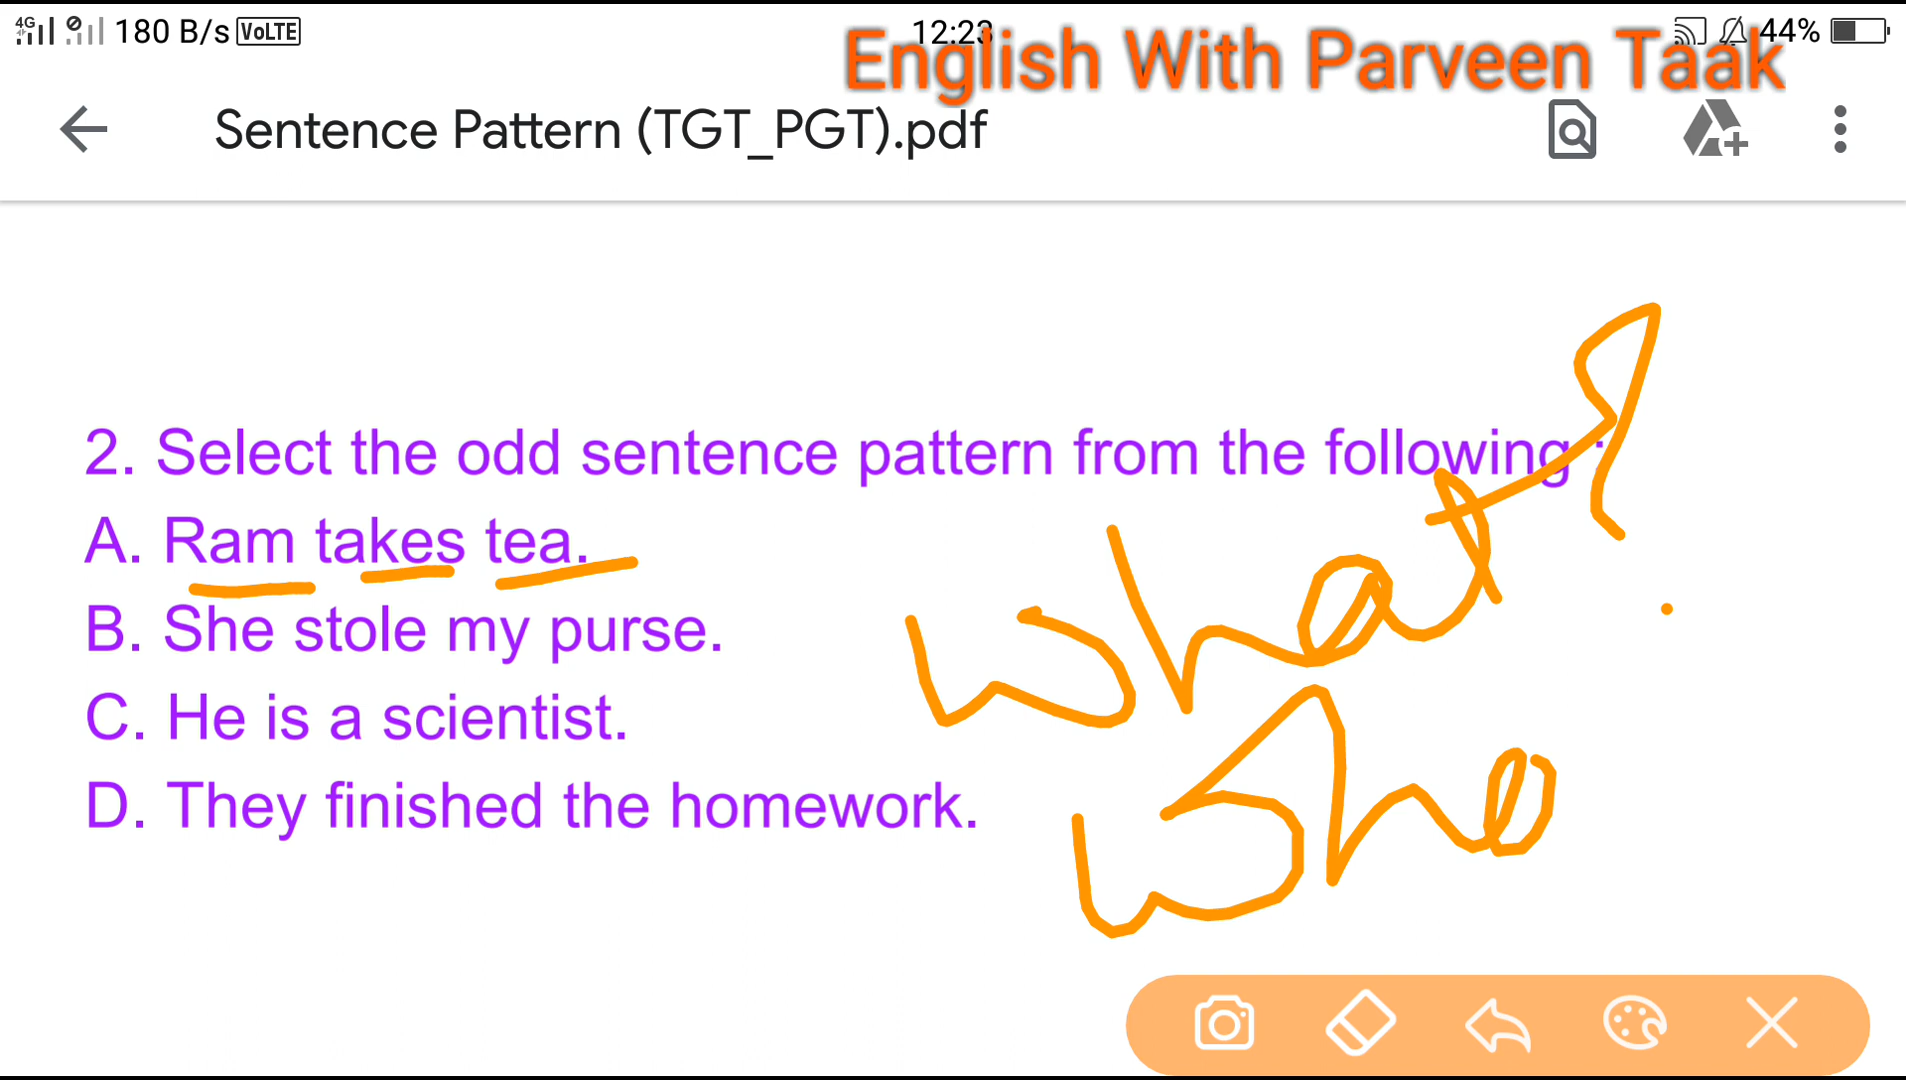 4G 180 B/s VoLTE 12:23 44%
English With Parveen Taak
Sentence Pattern (TGT_PGT).pdf
2. Select the odd sentence pattern from the following :
A. Ram takes tea.
B. She stole my purse.
C. He is a scientist.
D. They finished the homework.
what?
who